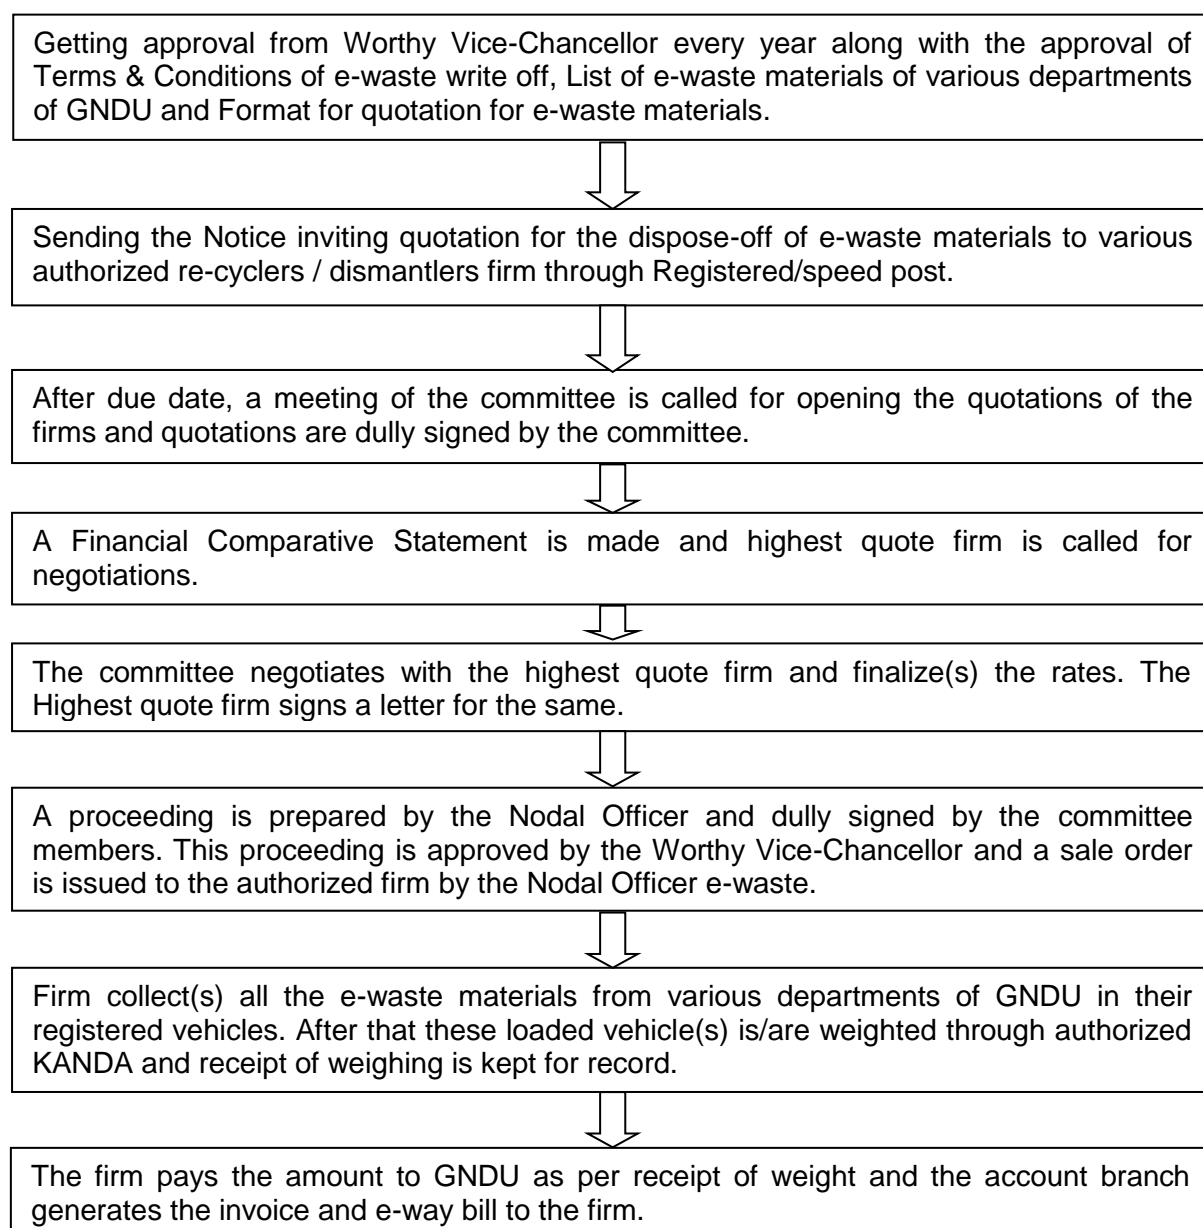 Getting approval from Worthy Vice-Chancellor every year along with the approval of
Terms & Conditions of e-waste write off, List of e-waste materials of various departments
of GNDU and Format for quotation for e-waste materials.
Sending the Notice inviting quotation for the dispose-off of e-waste materials to various
authorized re-cyclers / dismantlers firm through Registered/speed post.
After due date, a meeting of the committee is called for opening the quotations of the
firms and quotations are dully signed by the committee.
A Financial Comparative Statement is made and highest quote firm is called for
negotiations.
The committee negotiates with the highest quote firm and finalize(s) the rates. The
Highest quote firm signs a letter for the same.
A proceeding is prepared by the Nodal Officer and dully signed by the committee
members. This proceeding is approved by the Worthy Vice-Chancellor and a sale order
is issued to the authorized firm by the Nodal Officer e-waste.
Firm collect(s) all the e-waste materials from various departments of GNDU in their
registered vehicles. After that these loaded vehicle(s) is/are weighted through authorized
KANDA and receipt of weighing is kept for record.
The firm pays the amount to GNDU as per receipt of weight and the account branch
generates the invoice and e-way bill to the firm.